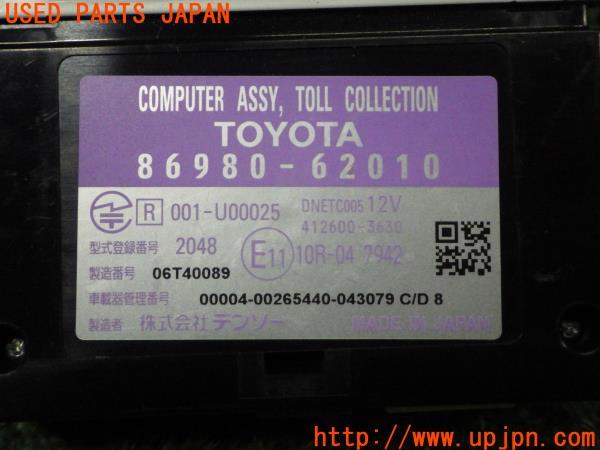 USED PARTS JAPAN
COMPUTER ASSY, TOLL COLLECTION
TOYOTA
86980-62010
R 001-U00025 DNETC005 12V
412600-3630
型式登録番号 2048 E11 10R-04 7942
製造番号 06T40089
車載器管理番号 00004-00265440-043079 C/D 8
製造者 株式会社デンソー MADE IN JAPAN
http://www.upjpn.com/